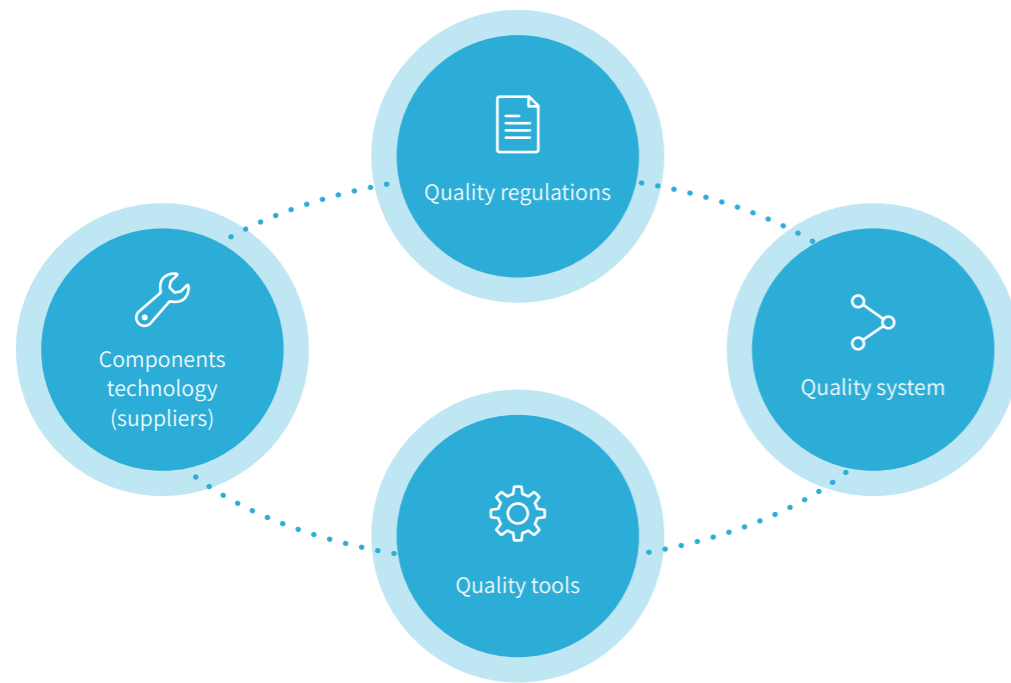 Quality regulations
Components
technology
(suppliers)
Quality system
Quality tools